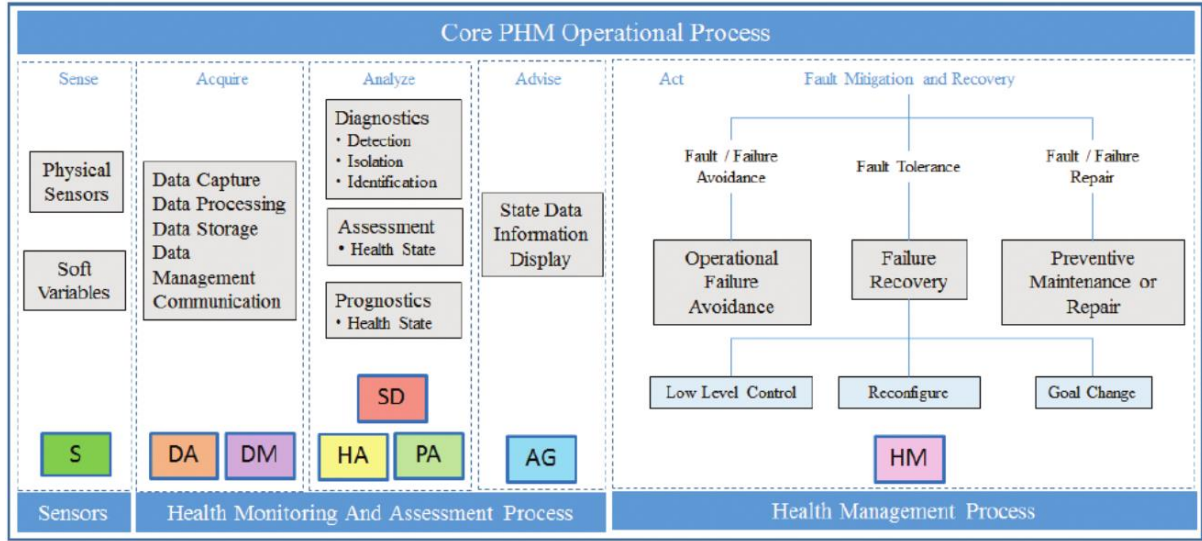 Core PHM Operational Process
Sense
Physical
Sensors
Soft
Variables
S
Sensors
Acquire
Data Capture
Data Processing
Data Storage
Data
Management
Communication
DA
DM
Analyze
Diagnostics
• Detection
• Isolation
• Identification
Assessment
• Health State
Prognostics
• Health State
SD
HA
PA
Advise
State Data
Information
Display
AG
Health Monitoring And Assessment Process
Act
Fault Mitigation and Recovery
Fault / Failure
Avoidance
Fault Tolerance
Fault / Failure
Repair
Operational
Failure
Avoidance
Failure
Recovery
Preventive
Maintenance or
Repair
Low Level Control
Reconfigure
Goal Change
HM
Health Management Process